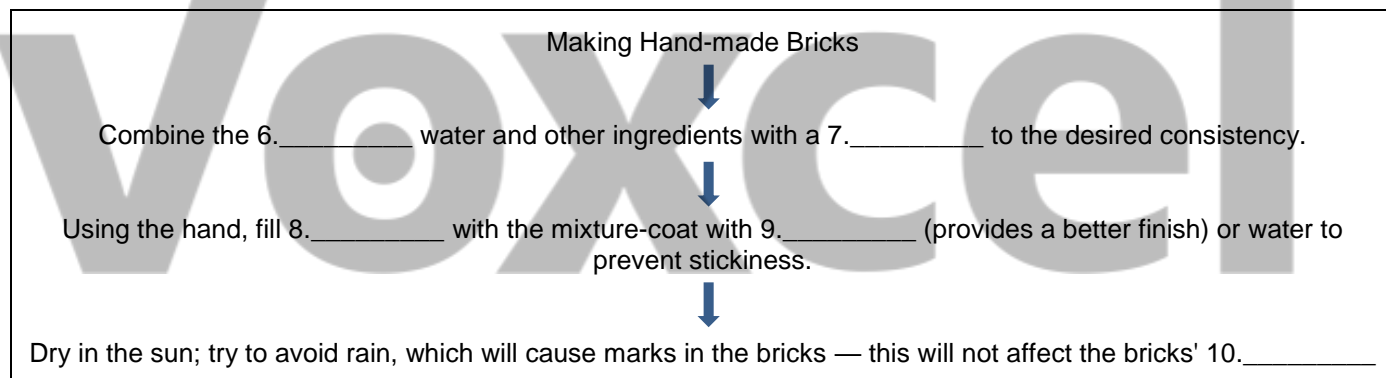 Making Hand-made Bricks
Combine the 6._________ water and other ingredients with a 7._________ to the desired consistency.
Using the hand, fill 8._________ with the mixture-coat with 9._________ (provides a better finish) or water to
prevent stickiness.
Dry in the sun; try to avoid rain, which will cause marks in the bricks — this will not affect the bricks' 10._________
Voxcel